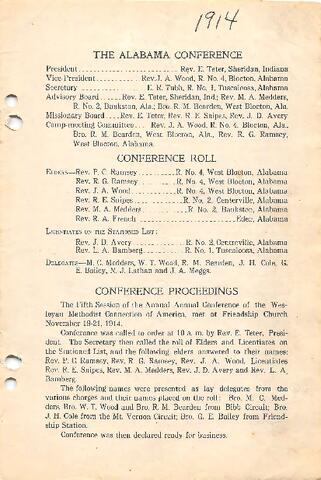 1914
THE ALABAMA CONFERENCE
President ........ Rev. E. Teter, Sheridan, Indiana
Vice-President ........ Rev. J. A. Wood, R. No. 4, Blocton, Alabama
Secretary ........ E. R. Tubb, R. No. 1, Tuscaloosa, Alabama
Advisory Board ..... Rev. E. Teter, Sheridan, Ind; Rev. M. A. Medders,
R. No. 2, Bankston, Ala; Bro. R. M. Bearden, West Blocton, Ala.
Missionary Board .... Rev. E. Teter, Rev. R. E. Snipes, Rev. J. D. Avery
Camp-meeting Committee .. Rev. J. A. Wood, R. No. 4, Blocton, Ala.,
Bro. R. M. Bearden, West Blocton, Ala., Rev. R. G. Ramsey,
West Blocton, Alabama.
CONFERENCE ROLL
ELDERS—Rev. P. C. Ramsey ........ R. No. 4, West Blocton, Alabama
Rev. R. G. Ramsey ........ R. No. 4, West Blocton, Alabama
Rev. J. A. Wood ........ R. No. 4, West Blocton, Alabama
Rev. R. E. Snipes ........ R. No. 2, Centerville, Alabama
Rev. M. A. Medders ........ R. No. 2, Bankston, Alabama
Rev. R. A. French ........ Elder, Alabama
LICENTIATES ON THE STATIONED LIST:
Rev. J. D. Avery ........ R. No. 2, Centreville, Alabama
Rev. L. A. Bamberg ........ R. No. 1, Tuscaloosa, Alabama
DELEGATES—M. C. Medders, W. T. Wood, R. M. Bearden, J. H. Cole, G.
E. Bailey, N. J. Lathan and J. A. Meggs.
CONFERENCE PROCEEDINGS
The Fifth Session of the Annual Annual Conference of the Wes-
leyan Methodist Connection of America, met at Friendship Church
November 19-21, 1914.
Conference was called to order at 10 a. m. by Rev. E. Teter, Presi-
dent. The Secretary then called the roll of Elders and Licentiates on
the Stationed List, and the following elders answered to their names:
Rev. P. C. Ramsey, Rev. R. G. Ramsey, Rev. J. A. Wood, Licentiates
Rev. R. E. Snipes, Rev. M. A. Medders, Rev. J. D. Avery and Rev. L. A.
Bamberg.
The following names were presented as lay delegates from the
various charges and their names placed on the roll: Bro. M. C. Med-
ders, Bro. W. T. Wood and Bro. R. M. Bearden from Bibb Circuit; Bro.
J. H. Cole from the Mt. Vernon Circuit; Bro. G. E. Bailey from Friend-
ship Station.
Conference was then declared ready for business.